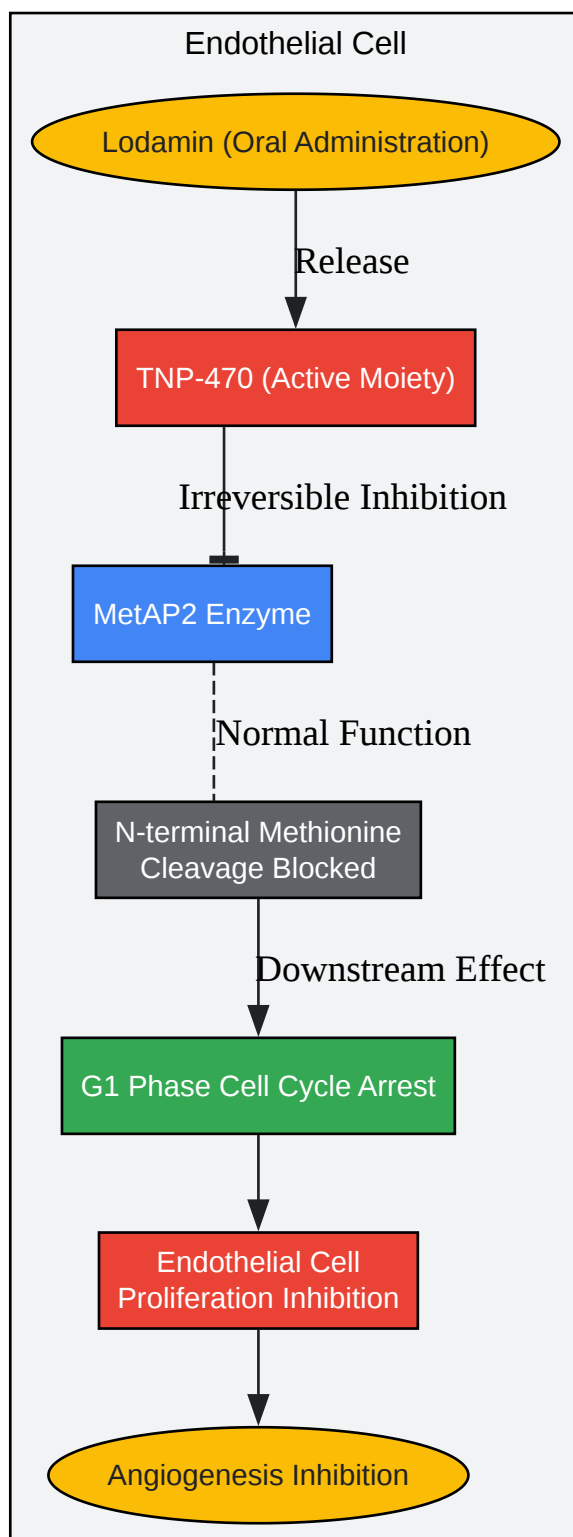 Endothelial Cell
Lodamin (Oral Administration)
Release
TNP-470 (Active Moiety)
Irreversible Inhibition
MetAP2 Enzyme
Normal Function
N-terminal Methionine
Cleavage Blocked
Downstream Effect
G1 Phase Cell Cycle Arrest
Endothelial Cell
Proliferation Inhibition
Angiogenesis Inhibition